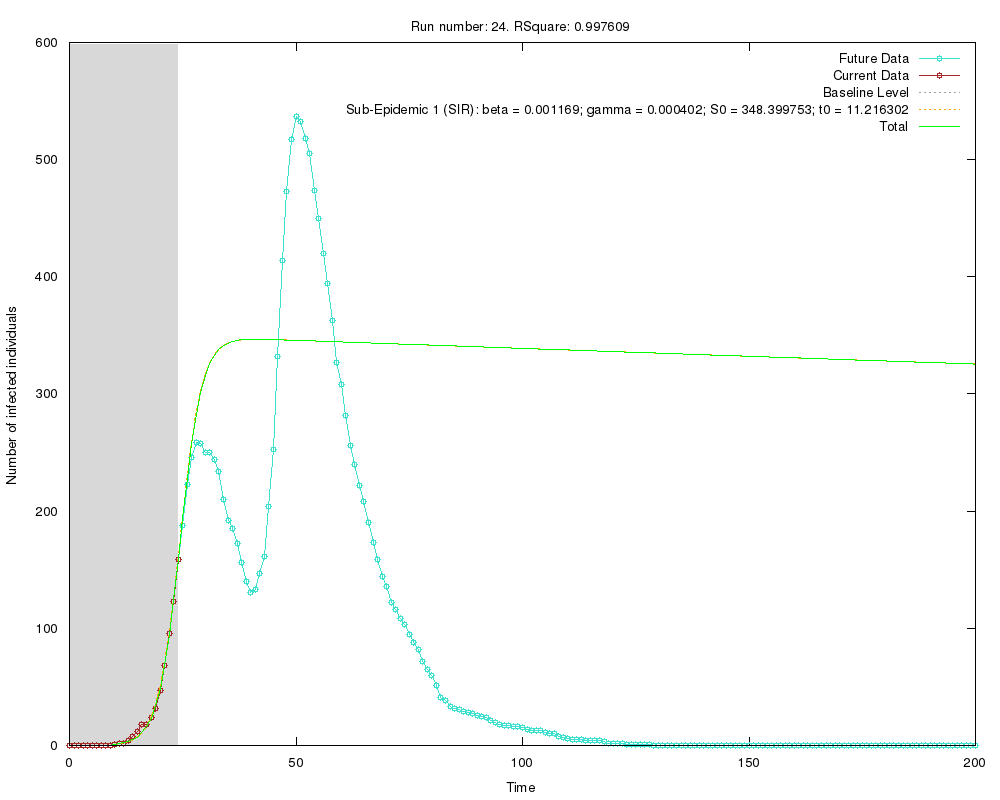 Run number: 24. RSquare: 0.997609
600
500
400
300
200
100
0
0
50
100
150
200
Number of infected individuals
Time
Future Data
Current Data
Baseline Level
Sub-Epidemic 1 (SIR): beta = 0.001169; gamma = 0.000402; S0 = 348.399753; t0 = 11.216302
Total